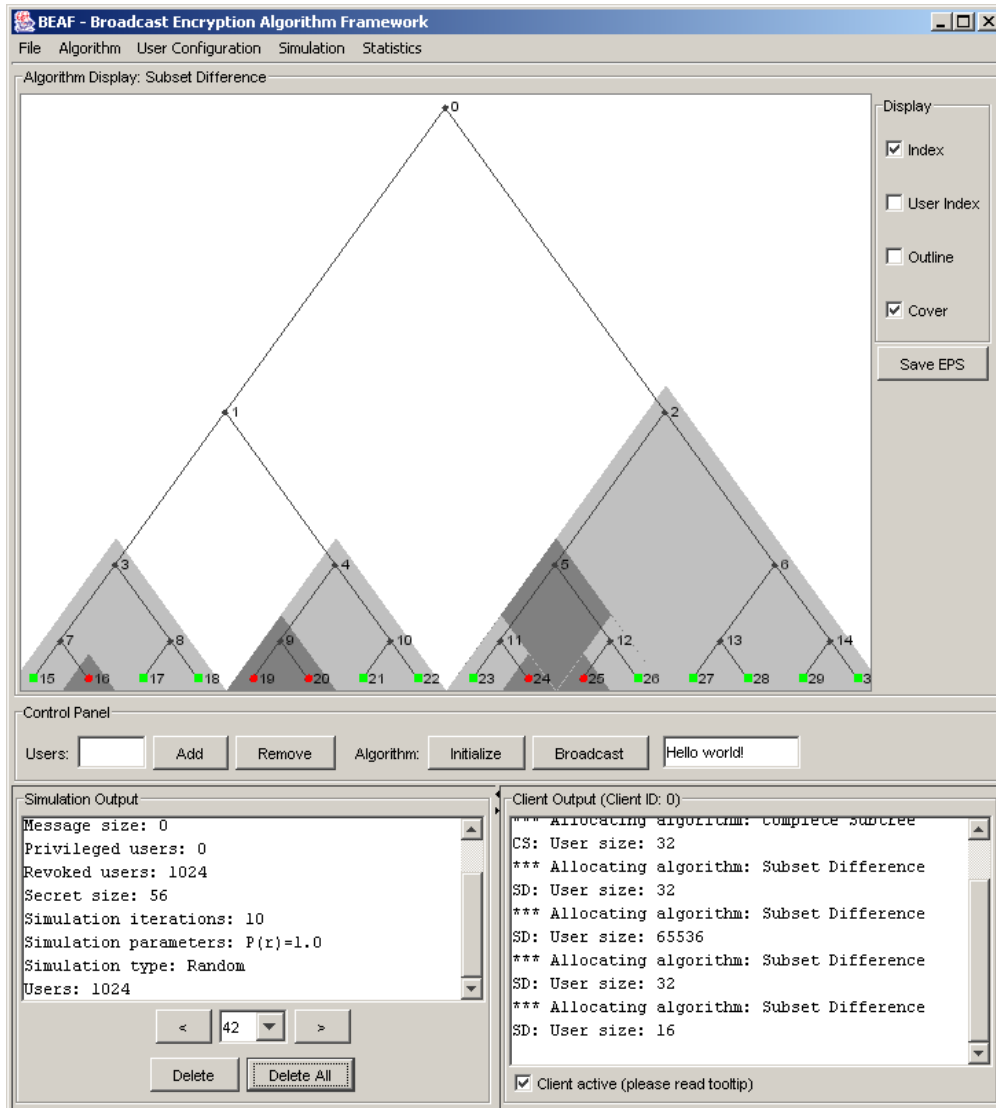 BEAF - Broadcast Encryption Algorithm Framework
File Algorithm User Configuration Simulation Statistics
Algorithm Display: Subset Difference
0
1
2
3
4
5
6
7
8
9
10
11
12
13
14
15
16
17
18
19
20
21
22
23
24
25
26
27
28
29
3
Display
Index
User Index
Outline
Cover
Save EPS
Control Panel
Users: Add Remove Algorithm: Initialize Broadcast Hello world!
Simulation Output
Message size: 0
Privileged users: 0
Revoked users: 1024
Secret size: 56
Simulation iterations: 10
Simulation parameters: P(r)=1.0
Simulation type: Random
Users: 1024
< 42 >
Delete Delete All
Client Output (Client ID: 0)
*** Allocating algorithm: Complete Subtree
CS: User size: 32
*** Allocating algorithm: Subset Difference
SD: User size: 32
*** Allocating algorithm: Subset Difference
SD: User size: 65536
*** Allocating algorithm: Subset Difference
SD: User size: 32
*** Allocating algorithm: Subset Difference
SD: User size: 16
Client active (please read tooltip)